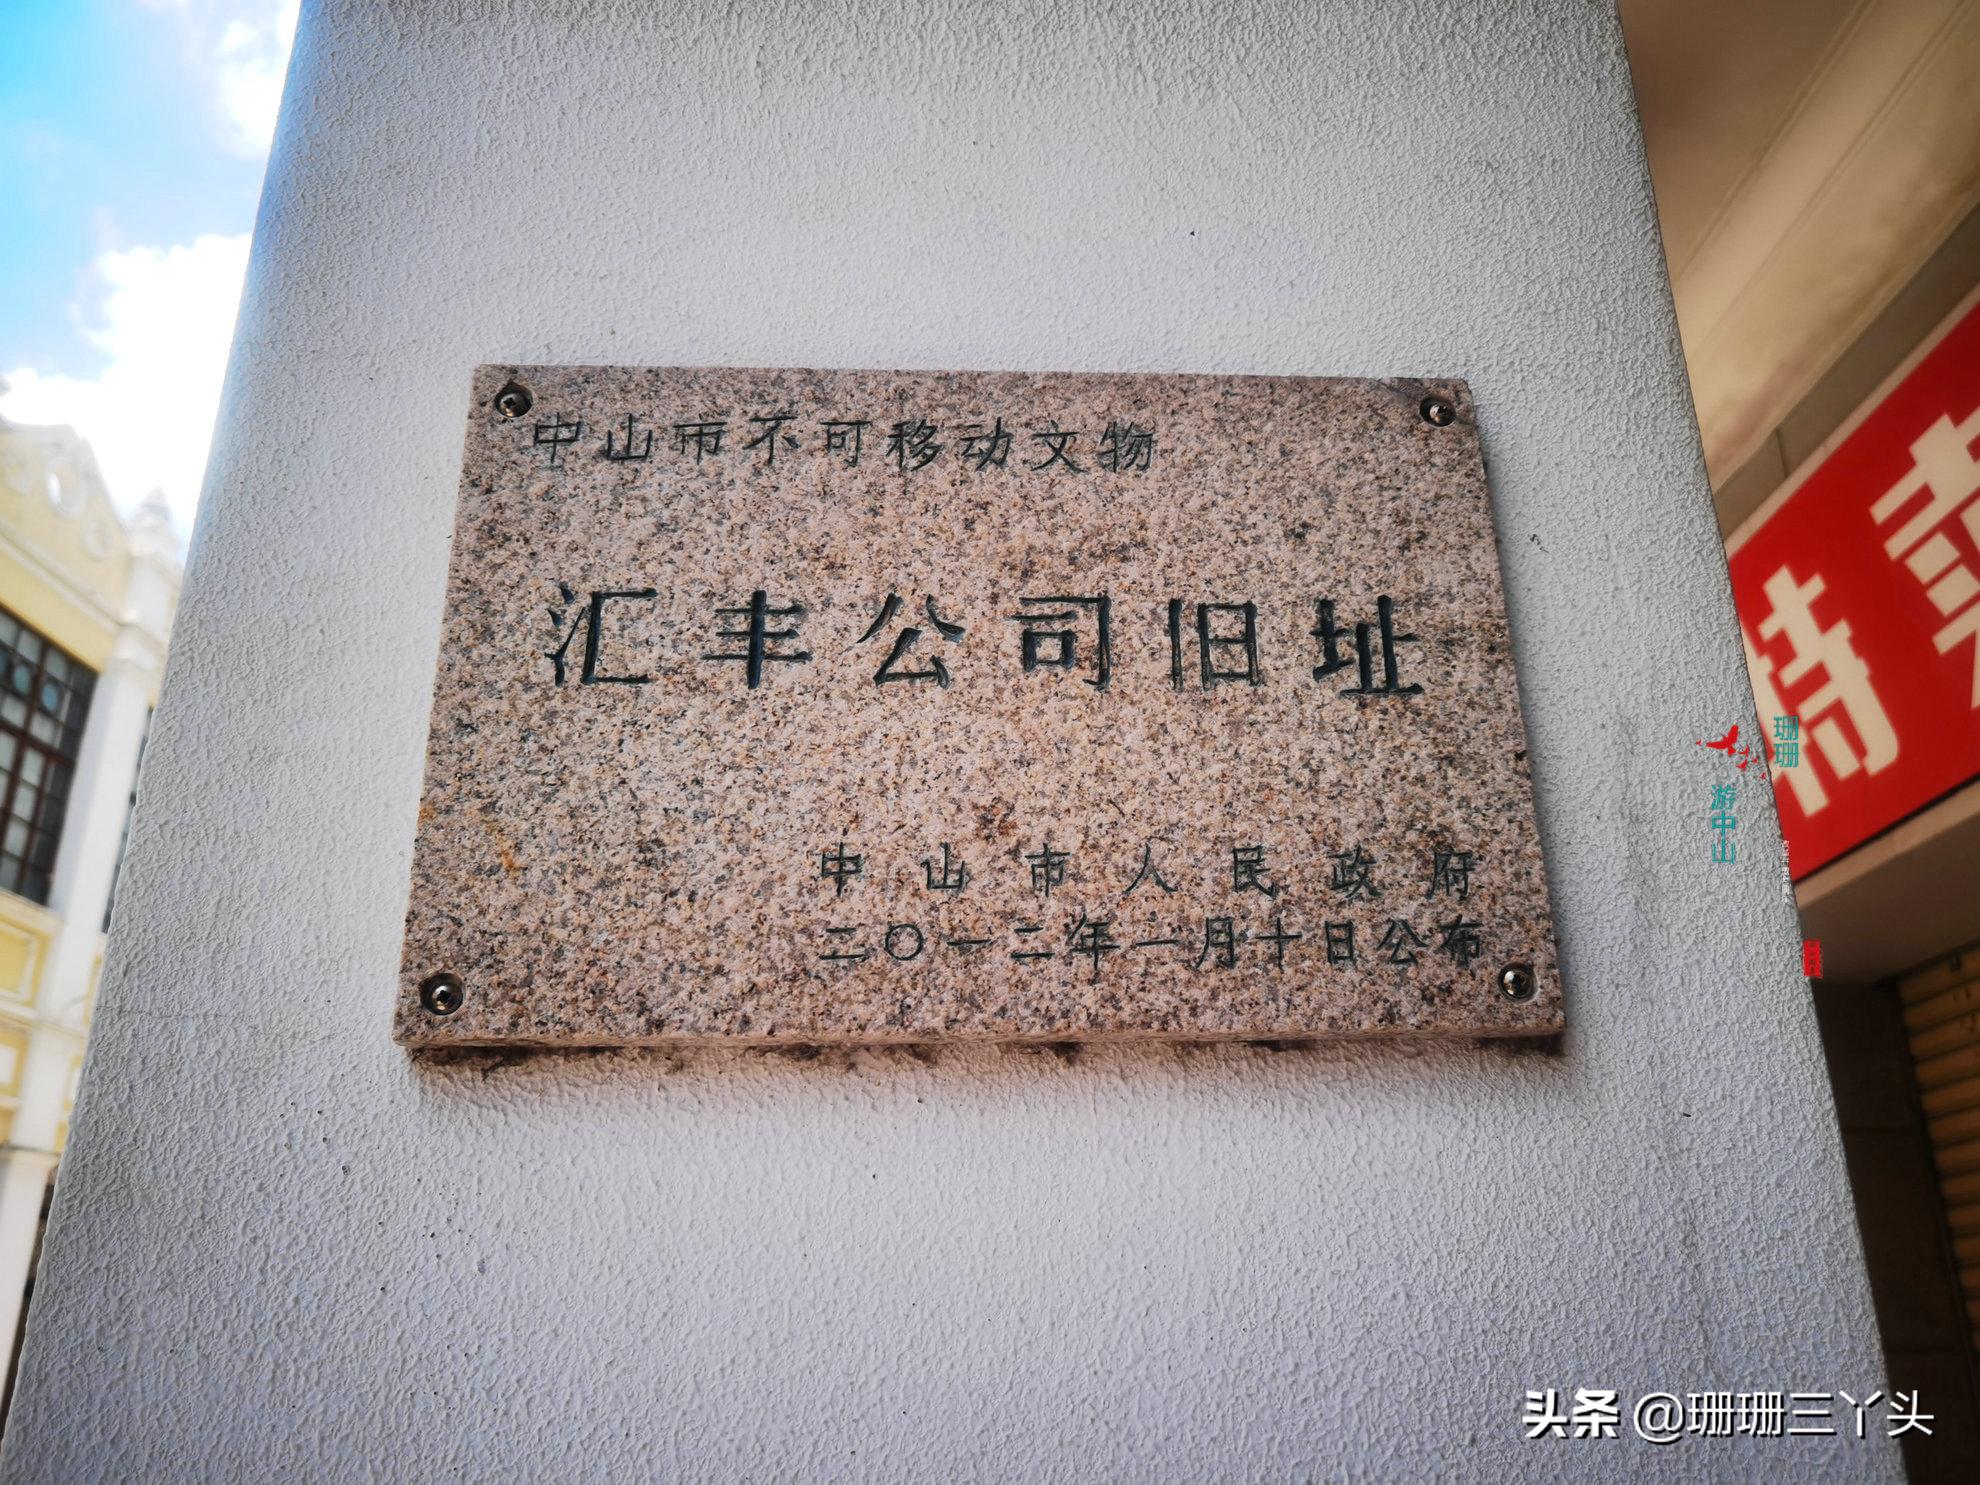 中山市不可移动文物
汇丰公司旧址
中山市人民政府
二〇一二年一月十日公布
特卖
珊珊
游中山
头条 @珊珊三丫头